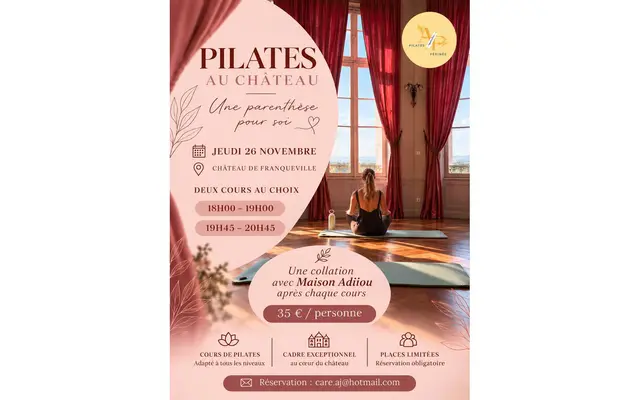 PILATES
AU CHÂTEAU
Une parenthèse
pour soi
JEUDI 26 NOVEMBRE
CHÂTEAU DE FRANQUEVILLE
DEUX COURS AU CHOIX
18H00 - 19H00
19H45 - 20H45
Une collation
avec Maison Adiiou
après chaque cours
35 € / personne
COURS DE PILATES
Adapté à tous les niveaux
CADRE EXCEPTIONNEL
au cœur du château
PLACES LIMITÉES
Réservation obligatoire
Réservation : care.aj@hotmail.com
PILATES